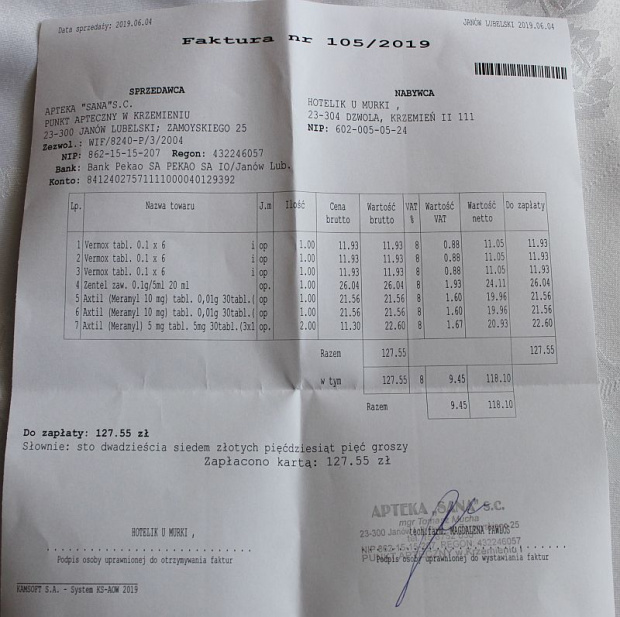 Data sprzedaży: 2019.06.04
JANÓW LUBELSKI 2019.06.04
Faktura nr 105/2019
SPRZEDAWCA
APTEKA "SANA"S.C.
PUNKT APTECZNY W KRZEMIENIU
23-300 JANÓW LUBELSKI; ZAMOYSKIEGO 25
Zezwol.: WIF/8240-P/3/2004
NIP: 862-15-15-207 Regon: 432246057
Bank: Bank Pekao SA PEKAO SA IO/Janów Lub.
Konto: 84124027571111000040129392
NABYWCA
HOTELIK U MURKI ,
23-304 DZWOLA, KRZEMIEŃ II 111
NIP: 602-005-05-24
Lp. Nazwa towaru J.m Ilość Cena brutto Wartość brutto VAT % Wartość VAT Wartość netto Do zapłaty
1 Vermox tabl. 0.1 x 6 i op 1.00 11.93 11.93 8 0.88 11.05 11.93
2 Vermox tabl. 0.1 x 6 i op 1.00 11.93 11.93 8 0.88 11.05 11.93
3 Vermox tabl. 0.1 x 6 i op 1.00 11.93 11.93 8 0.88 11.05 11.93
4 Zentel zaw. 0.1g/5ml 20 ml op. 1.00 26.04 26.04 8 1.93 24.11 26.04
5 Axtil (Meramyl 10 mg) tabl. 0,01g 30tabl.( op. 1.00 21.56 21.56 8 1.60 19.96 21.56
6 Axtil (Meramyl 10 mg) tabl. 0,01g 30tabl.( op. 1.00 21.56 21.56 8 1.60 19.96 21.56
7 Axtil (Meramyl) 5 mg tabl. 5mg 30tabl.(3x1 op. 2.00 11.30 22.60 8 1.67 20.93 22.60
Razem 127.55 127.55
w tym 127.55 8 9.45 118.10
Razem 9.45 118.10
Do zapłaty: 127.55 zł
Słownie: sto dwadzieścia siedem złotych pięćdziesiąt pięć groszy
Zapłacono kartą: 127.55 zł
APTEKA „SANA" s.c.
mgr Tomasz Mucha
23-300 Janów 25
tech.farm. MAGDALENA PAWŁOS
REGON: 432246057
PUNKT APTECZNY w Krzemieniu
HOTELIK U MURKI ,
Podpis osoby uprawnionej do otrzymywania faktur
Podpis osoby uprawnionej do wystawiania faktur
KAMSOFT S.A. - System KS-AOW 2019